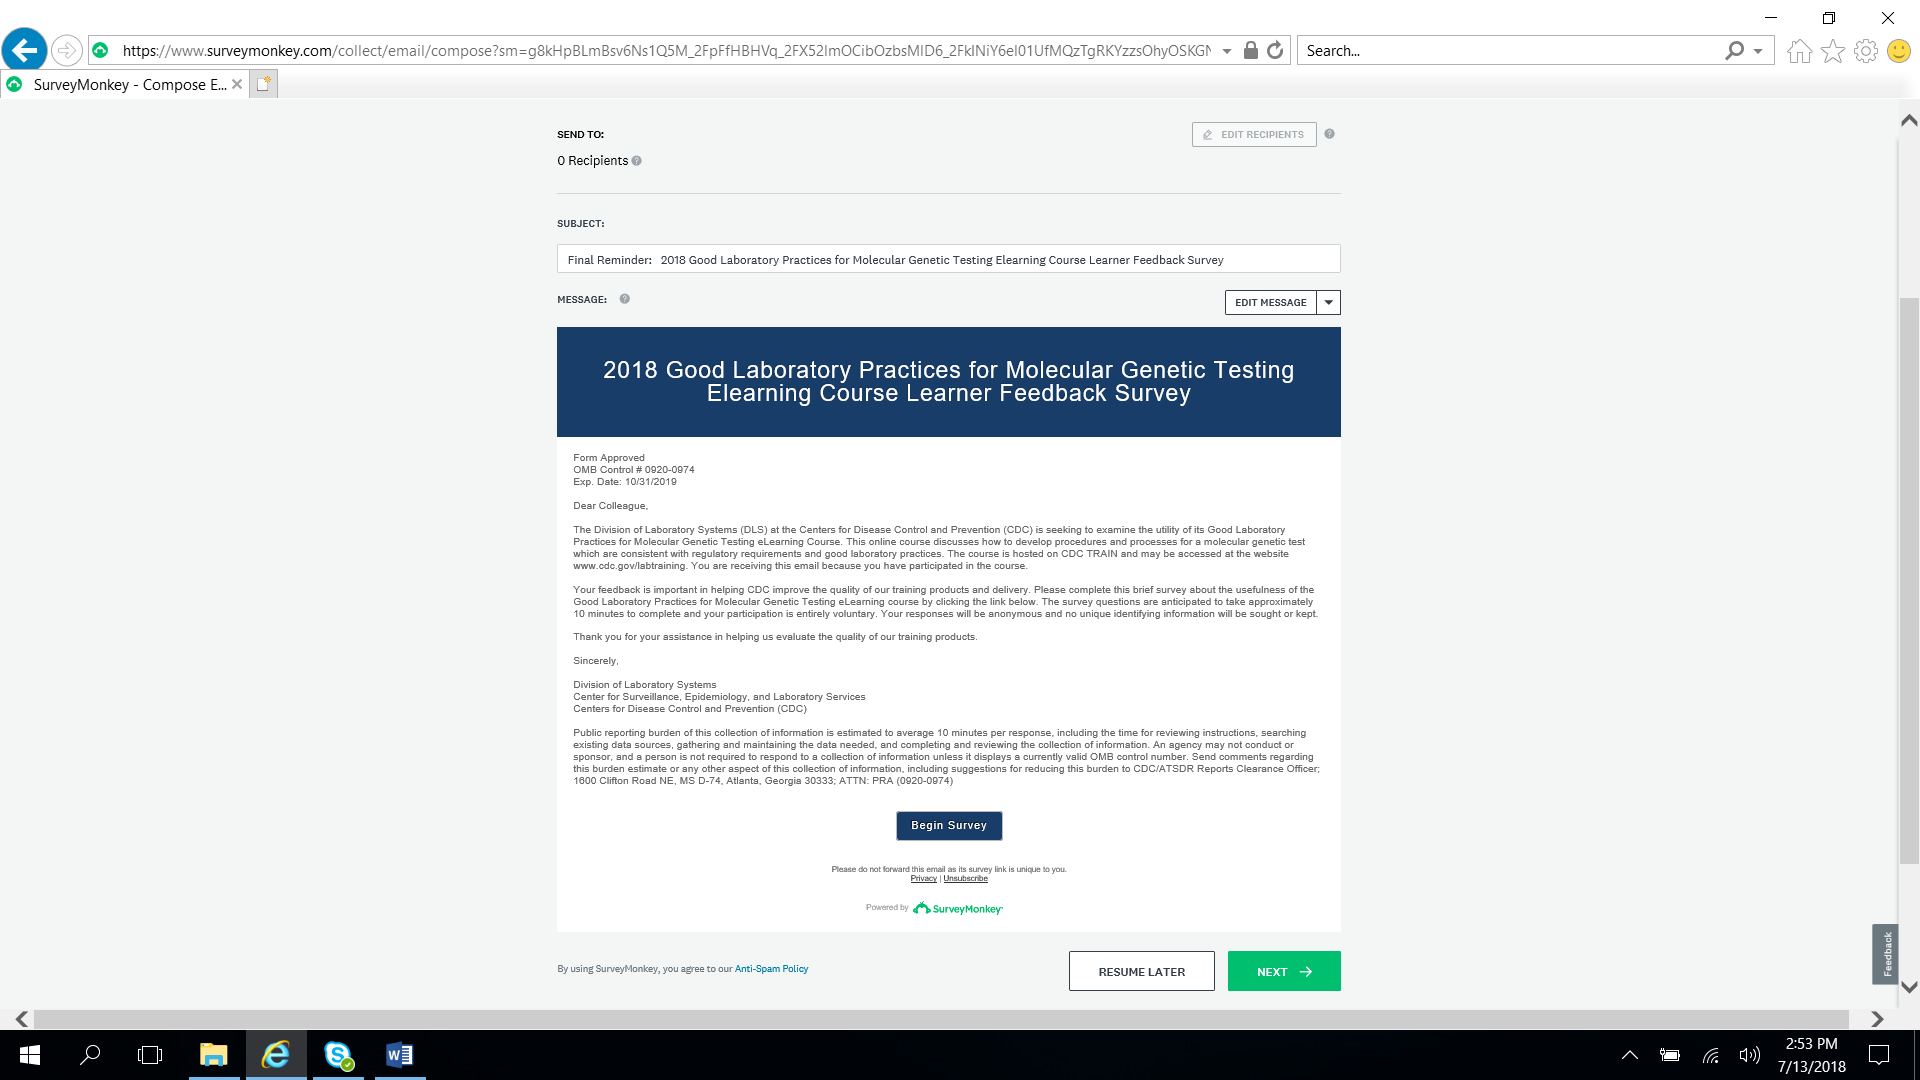 https://www.surveymonkey.com/collect/email/compose?sm=
Search...
SurveyMonkey - Compose E...
SEND TO:
EDIT RECIPIENTS
0 Recipients
SUBJECT:
Final Reminder: 2018 Good Laboratory Practices for Molecular Genetic Testing Elearning Course Learner Feedback Survey
MESSAGE:
EDIT MESSAGE
2018 Good Laboratory Practices for Molecular Genetic Testing
Elearning Course Learner Feedback Survey
Form Approved
OMB Control # 0920-0974
Exp. Date: 10/31/2019
Dear Colleague,
The Division of Laboratory Systems (DLS) at the Centers for Disease Control and Prevention (CDC) is seeking to examine the utility of its Good Laboratory
Practices for Molecular Genetic Testing eLearning Course. This online course discusses how to develop procedures and processes for a molecular genetic test
which are consistent with regulatory requirements and good laboratory practices. The course is hosted on CDC TRAIN and may be accessed at the website
www.cdc.gov/labtraining. You are receiving this email because you have participated in the course.
Your feedback is important in helping CDC improve the quality of our training products and delivery. Please complete this brief survey about the usefulness of the
Good Laboratory Practices for Molecular Genetic Testing eLearning course by clicking the link below. The survey questions are anticipated to take approximately
10 minutes to complete and your participation is entirely voluntary. Your responses will be anonymous and no unique identifying information will be sought or kept.
Thank you for your assistance in helping us evaluate the quality of our training products.
Sincerely,
Division of Laboratory Systems
Center for Surveillance, Epidemiology, and Laboratory Services
Centers for Disease Control and Prevention (CDC)
Public reporting burden of this collection of information is estimated to average 10 minutes per response, including the time for reviewing instructions, searching
existing data sources, gathering and maintaining the data needed, and completing and reviewing the collection of information. An agency may not conduct or
sponsor, and a person is not required to respond to a collection of information unless it displays a currently valid OMB control number. Send comments regarding
this burden estimate or any other aspect of this collection of information, including suggestions for reducing this burden to CDC/ATSDR Reports Clearance Officer;
1600 Clifton Road NE, MS D-74, Atlanta, Georgia 30333; ATTN: PRA (0920-0974)
Begin Survey
Please do not forward this email as its survey link is unique to you.
Privacy | Unsubscribe
Powered by SurveyMonkey
Feedback
By using SurveyMonkey, you agree to our Anti-Spam Policy
RESUME LATER
NEXT
2:53 PM
7/13/2018